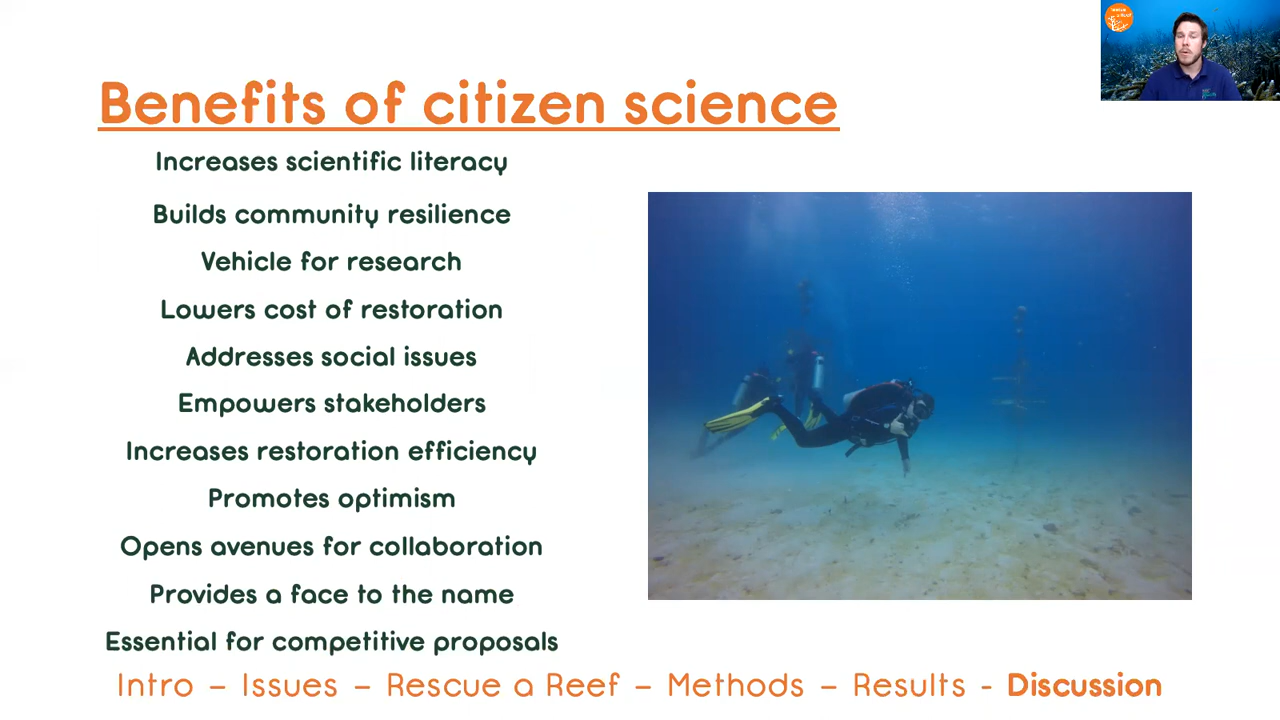 Benefits of citizen science
Increases scientific literacy
Builds community resilience
Vehicle for research
Lowers cost of restoration
Addresses social issues
Empowers stakeholders
Increases restoration efficiency
Promotes optimism
Opens avenues for collaboration
Provides a face to the name
Essential for competitive proposals
Intro – Issues – Rescue a Reef – Methods – Results - Discussion